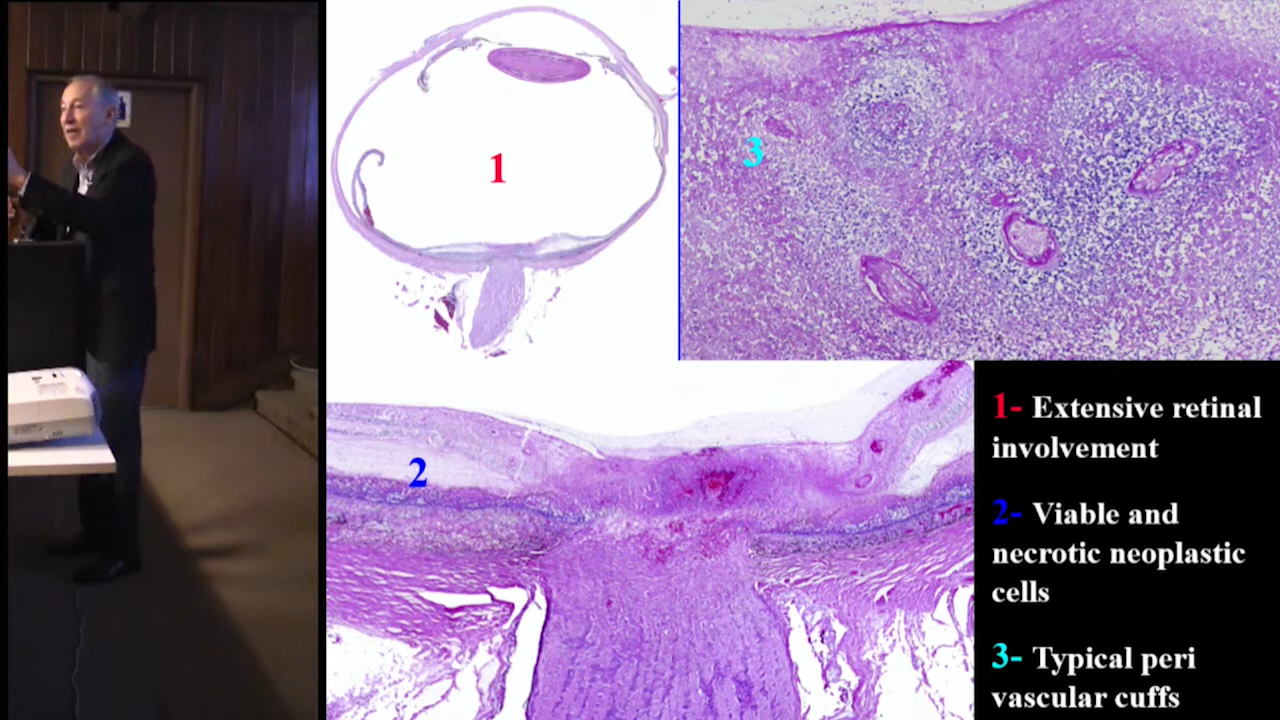 1
3
2
1- Extensive retinal
involvement
2- Viable and
necrotic neoplastic
cells
3- Typical peri
vascular cuffs